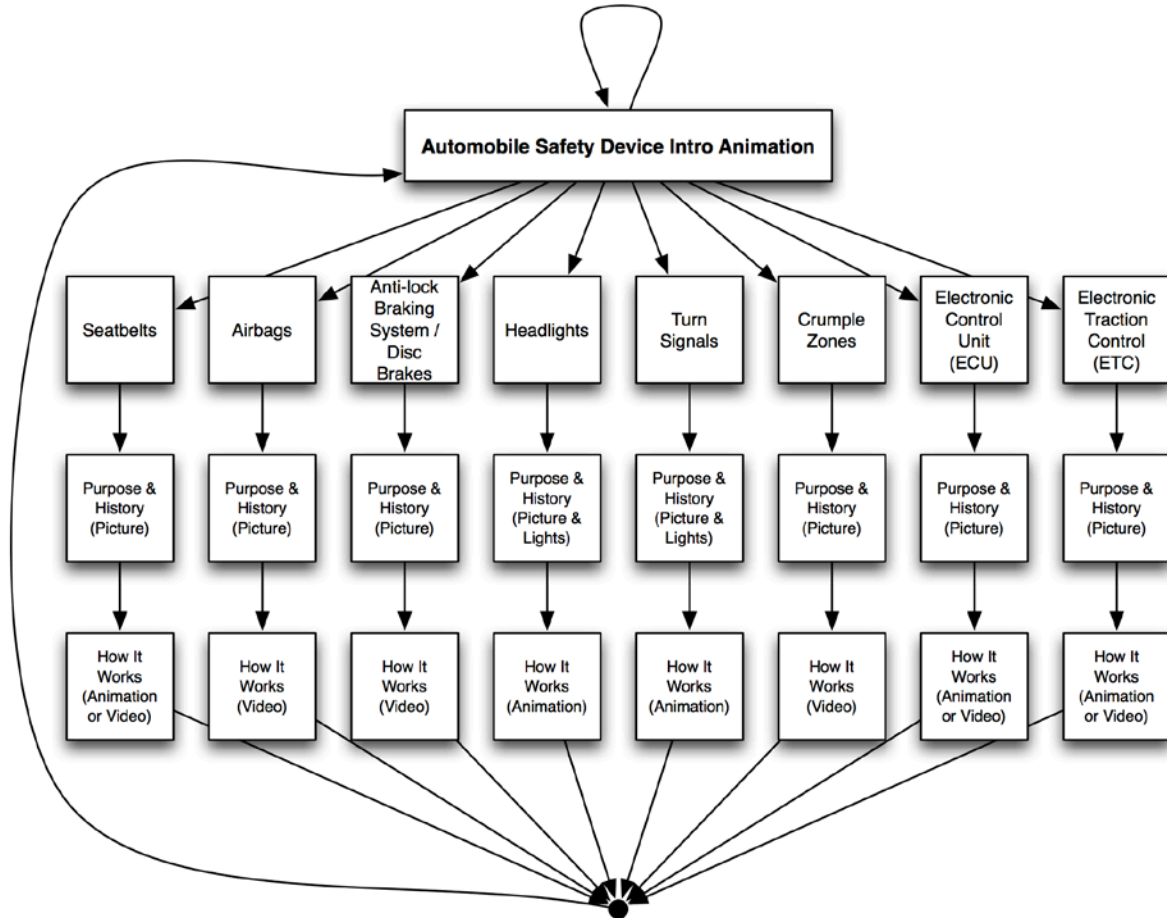 Automobile Safety Device Intro Animation
Seatbelts
Airbags
Anti-lock
Braking
System /
Disc
Brakes
Headlights
Turn
Signals
Crumple
Zones
Electronic
Control
Unit
(ECU)
Electronic
Traction
Control
(ETC)
Purpose &
History
(Picture)
Purpose &
History
(Picture)
Purpose &
History
(Picture)
Purpose &
History
(Picture &
Lights)
Purpose &
History
(Picture &
Lights)
Purpose &
History
(Picture)
Purpose &
History
(Picture)
Purpose &
History
(Picture)
How It
Works
(Animation
or Video)
How It
Works
(Video)
How It
Works
(Video)
How It
Works
(Animation)
How It
Works
(Animation)
How It
Works
(Video)
How It
Works
(Animation
or Video)
How It
Works
(Animation
or Video)